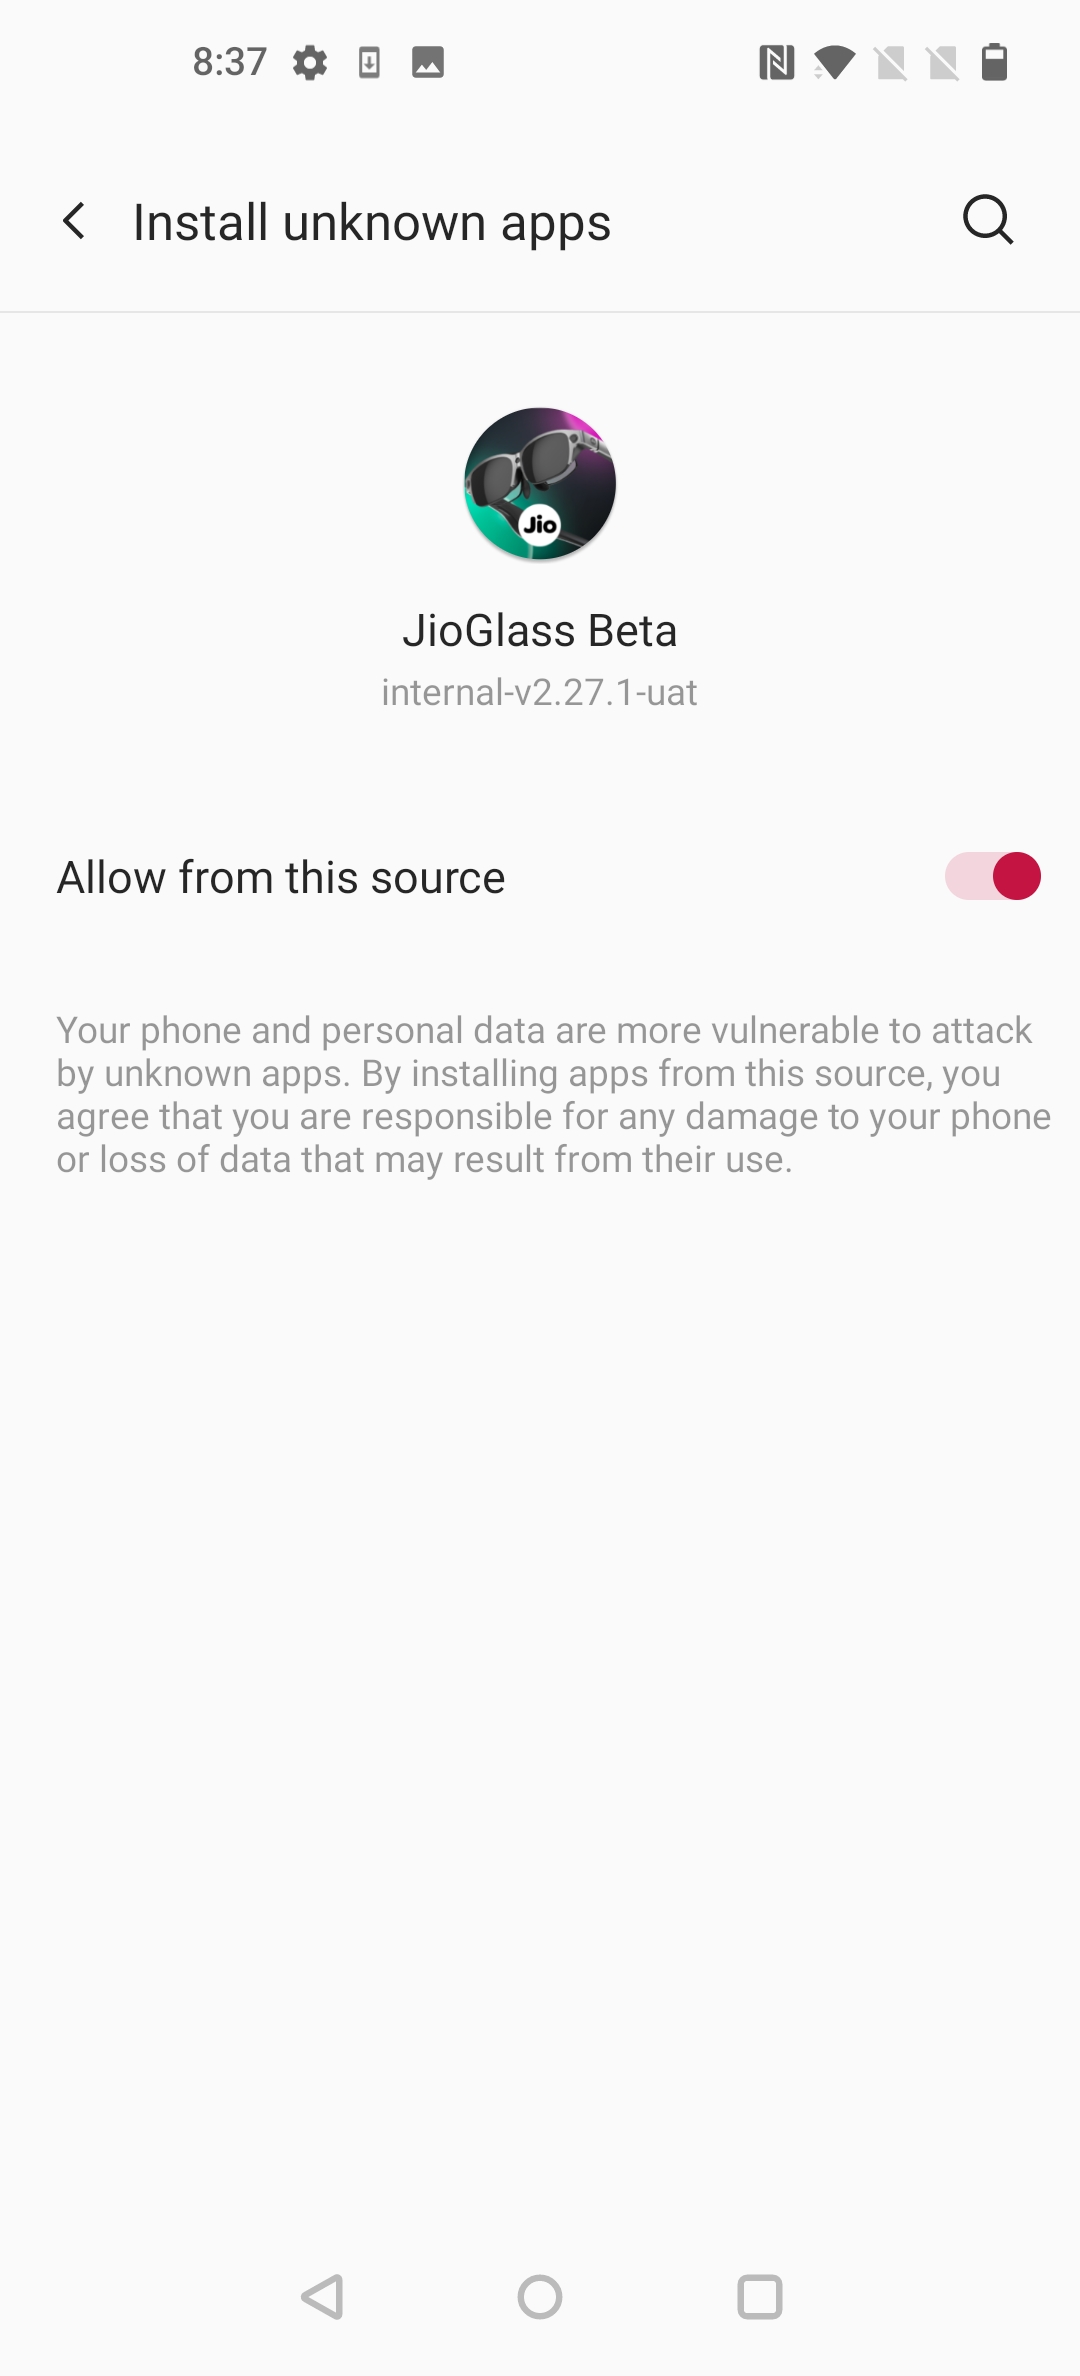 8:37
Install unknown apps
Jio
JioGlass Beta
internal-v2.27.1-uat
Allow from this source
Your phone and personal data are more vulnerable to attack
by unknown apps. By installing apps from this source, you
agree that you are responsible for any damage to your phone
or loss of data that may result from their use.